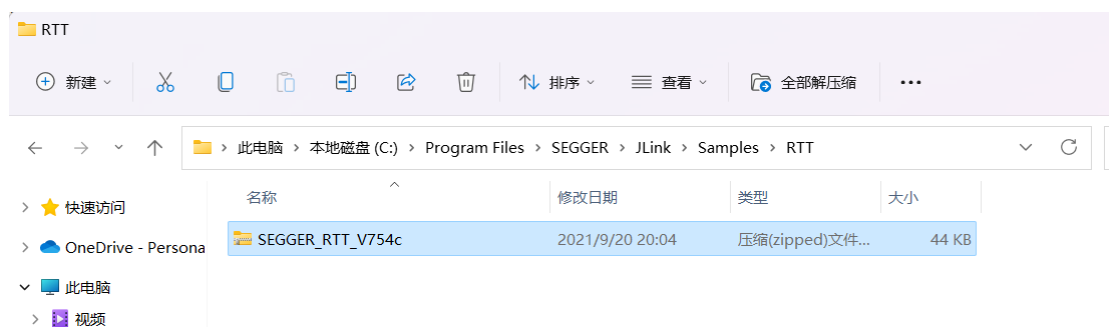 RTT
新建
排序
查看
全部解压缩
此电脑 > 本地磁盘 (C:) > Program Files > SEGGER > JLink > Samples > RTT
名称 修改日期 类型 大小
快速访问
SEGGER_RTT_V754c 2021/9/20 20:04 压缩(zipped)文件... 44 KB
OneDrive - Persona
此电脑
视频